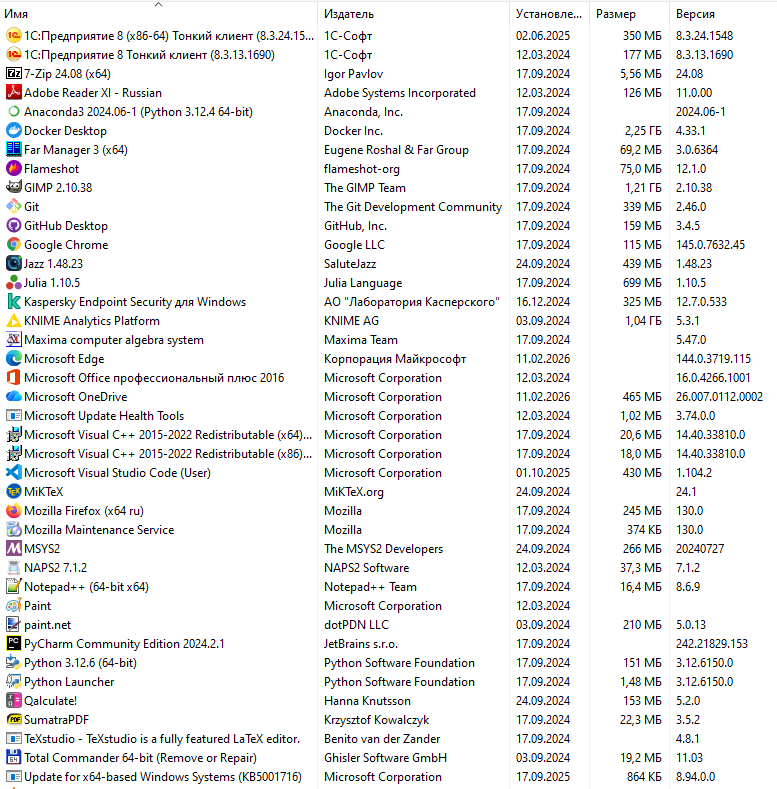 Имя Издатель Установле... Размер Версия
1С:Предприятие 8 (x86-64) Тонкий клиент (8.3.24.15... 1С-Софт 02.06.2025 350 МБ 8.3.24.1548
1С:Предприятие 8 Тонкий клиент (8.3.13.1690) 1С-Софт 12.03.2024 177 МБ 8.3.13.1690
7-Zip 24.08 (x64) Igor Pavlov 17.09.2024 5,56 МБ 24.08
Adobe Reader XI - Russian Adobe Systems Incorporated 12.03.2024 126 МБ 11.0.00
Anaconda3 2024.06-1 (Python 3.12.4 64-bit) Anaconda, Inc. 17.09.2024 2024.06-1
Docker Desktop Docker Inc. 17.09.2024 2,25 ГБ 4.33.1
Far Manager 3 (x64) Eugene Roshal & Far Group 17.09.2024 69,2 МБ 3.0.6364
Flameshot flameshot-org 17.09.2024 75,0 МБ 12.1.0
GIMP 2.10.38 The GIMP Team 17.09.2024 1,21 ГБ 2.10.38
Git The Git Development Community 17.09.2024 339 МБ 2.46.0
GitHub Desktop GitHub, Inc. 17.09.2024 159 МБ 3.4.5
Google Chrome Google LLC 17.09.2024 115 МБ 145.0.7632.45
Jazz 1.48.23 SaluteJazz 24.09.2024 439 МБ 1.48.23
Julia 1.10.5 Julia Language 17.09.2024 699 МБ 1.10.5
Kaspersky Endpoint Security для Windows АО "Лаборатория Касперского" 16.12.2024 325 МБ 12.7.0.533
KNIME Analytics Platform KNIME AG 03.09.2024 1,04 ГБ 5.3.1
Maxima computer algebra system Maxima Team 17.09.2024 5.47.0
Microsoft Edge Корпорация Майкрософт 11.02.2026 144.0.3719.115
Microsoft Office профессиональный плюс 2016 Microsoft Corporation 12.03.2024 16.0.4266.1001
Microsoft OneDrive Microsoft Corporation 11.02.2026 465 МБ 26.007.0112.0002
Microsoft Update Health Tools Microsoft Corporation 12.03.2024 1,02 МБ 3.74.0.0
Microsoft Visual C++ 2015-2022 Redistributable (x64)... Microsoft Corporation 17.09.2024 20,6 МБ 14.40.33810.0
Microsoft Visual C++ 2015-2022 Redistributable (x86)... Microsoft Corporation 17.09.2024 18,0 МБ 14.40.33810.0
Microsoft Visual Studio Code (User) Microsoft Corporation 01.10.2025 430 МБ 1.104.2
MiKTeX MiKTeX.org 24.09.2024 24.1
Mozilla Firefox (x64 ru) Mozilla 17.09.2024 245 МБ 130.0
Mozilla Maintenance Service Mozilla 17.09.2024 374 КБ 130.0
MSYS2 The MSYS2 Developers 24.09.2024 266 МБ 20240727
NAPS2 7.1.2 NAPS2 Software 12.03.2024 37,3 МБ 7.1.2
Notepad++ (64-bit x64) Notepad++ Team 17.09.2024 16,4 МБ 8.6.9
Paint Microsoft Corporation 12.03.2024
paint.net dotPDN LLC 03.09.2024 210 МБ 5.0.13
PyCharm Community Edition 2024.2.1 JetBrains s.r.o. 17.09.2024 242.21829.153
Python 3.12.6 (64-bit) Python Software Foundation 17.09.2024 151 МБ 3.12.6150.0
Python Launcher Python Software Foundation 17.09.2024 1,48 МБ 3.12.6150.0
Qalculate! Hanna Knutsson 24.09.2024 153 МБ 5.2.0
SumatraPDF Krzysztof Kowalczyk 17.09.2024 22,3 МБ 3.5.2
TeXstudio - TeXstudio is a fully featured LaTeX editor. Benito van der Zander 17.09.2024 4.8.1
Total Commander 64-bit (Remove or Repair) Ghisler Software GmbH 03.09.2024 19,2 МБ 11.03
Update for x64-based Windows Systems (KB5001716) Microsoft Corporation 17.09.2025 864 КБ 8.94.0.0